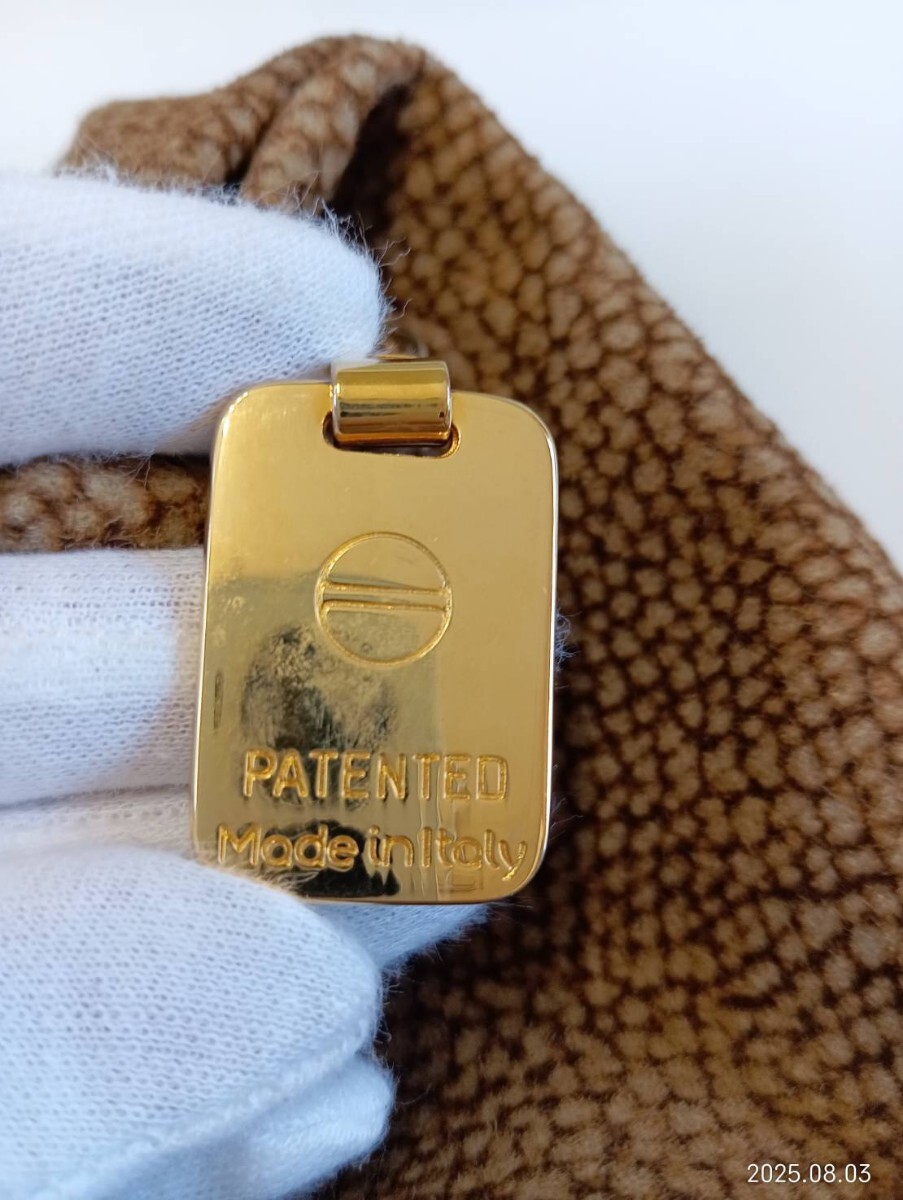 PATENTED
Made in Italy
2025.08.03